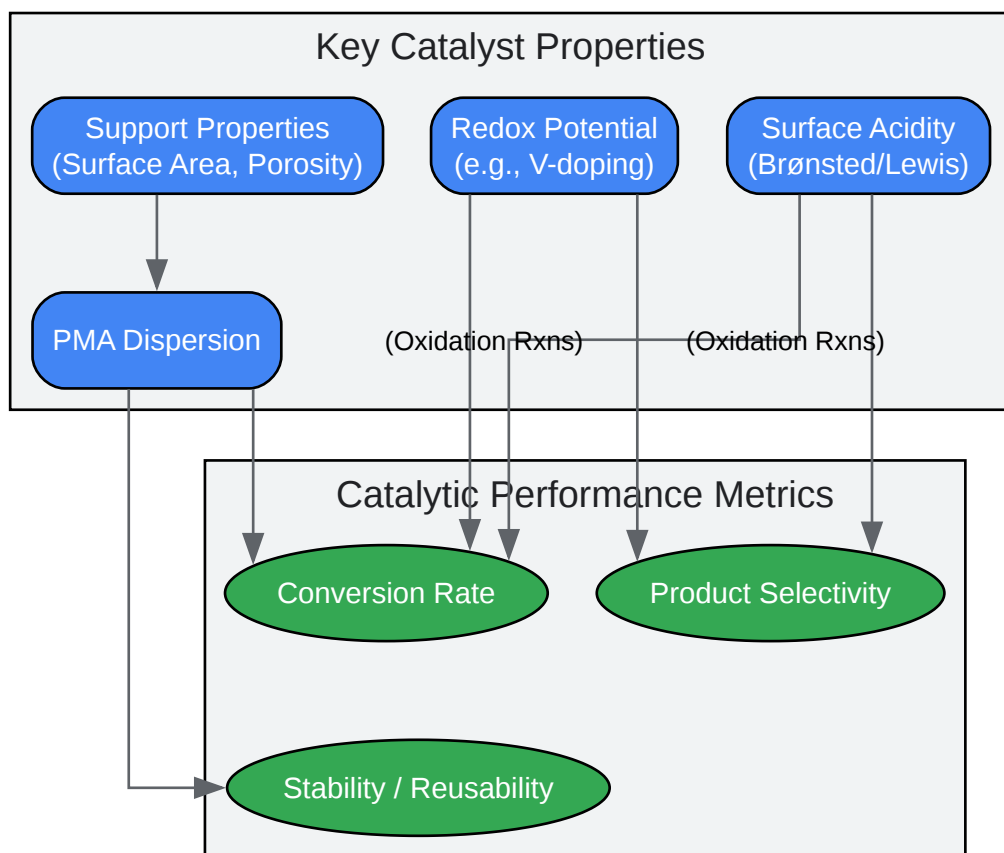 Key Catalyst Properties
Support Properties
(Surface Area, Porosity)
Redox Potential
(e.g., V-doping)
Surface Acidity
(Brønsted/Lewis)
PMA Dispersion
(Oxidation Rxns)
(Oxidation Rxns)
Catalytic Performance Metrics
Conversion Rate
Product Selectivity
Stability / Reusability